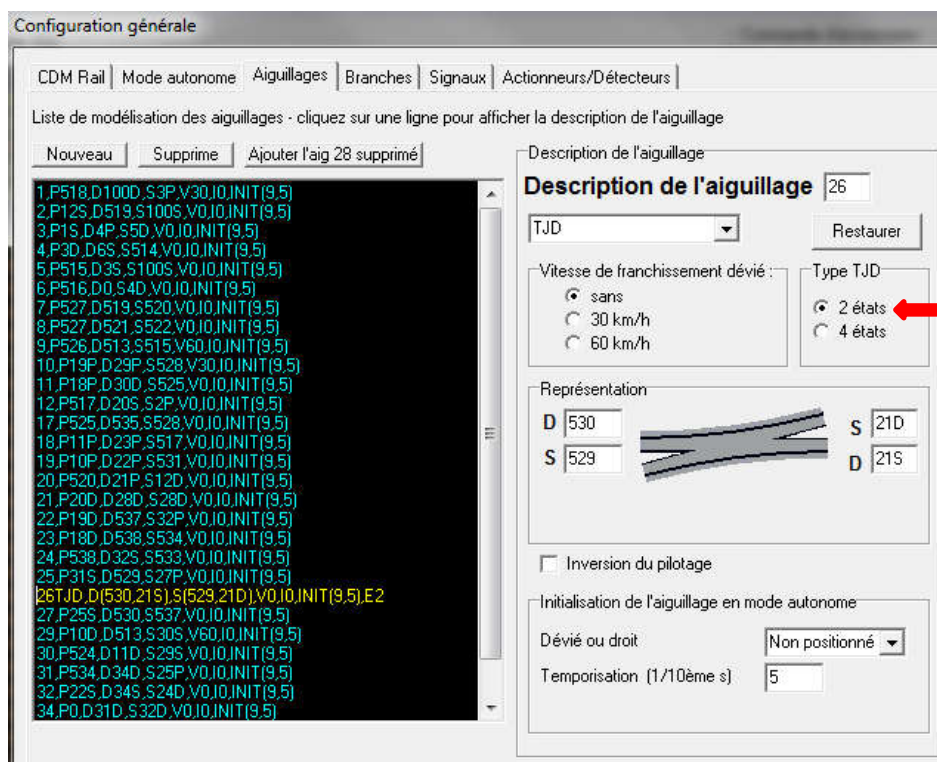 Configuration générale
CDM Rail Mode autonome Aiguillages Branches Signaux Actionneurs/Détecteurs
Liste de modélisation des aiguillages - cliquez sur une ligne pour afficher la description de l'aiguillage
Nouveau Supprime Ajouter l'aig 28 supprimé
1,P518,D100D,S3P,V30,I0,INIT(9,5)
2,P12S,D519,S100S,V0,I0,INIT(9,5)
3,P1S,D4P,S5D,V0,I0,INIT(9,5)
4,P3D,D6S,S514,V0,I0,INIT(9,5)
5,P515,D3S,S100S,V0,I0,INIT(9,5)
6,P516,D0,S4D,V0,I0,INIT(9,5)
7,P527,D519,S520,V0,I0,INIT(9,5)
8,P527,D521,S522,V0,I0,INIT(9,5)
9,P526,D513,S515,V60,I0,INIT(9,5)
10,P19P,D29P,S528,V30,I0,INIT(9,5)
11,P18P,D30D,S525,V0,I0,INIT(9,5)
12,P517,D20S,S2P,V0,I0,INIT(9,5)
17,P525,D535,S528,V0,I0,INIT(9,5)
18,P11P,D23P,S517,V0,I0,INIT(9,5)
19,P10P,D22P,S531,V0,I0,INIT(9,5)
20,P520,D21P,S12D,V0,I0,INIT(9,5)
21,P20D,D28D,S28D,V0,I0,INIT(9,5)
22,P19D,D537,S32P,V0,I0,INIT(9,5)
23,P18D,D538,S534,V0,I0,INIT(9,5)
24,P538,D32S,S533,V0,I0,INIT(9,5)
25,P31S,D529,S27P,V0,I0,INIT(9,5)
26TJD,D(530,21S),S(529,21D),V0,I0,INIT(9,5),E2
27,P25S,D530,S537,V0,I0,INIT(9,5)
29,P10D,D513,S30S,V60,I0,INIT(9,5)
30,P524,D11D,S29S,V0,I0,INIT(9,5)
31,P534,D34D,S25P,V0,I0,INIT(9,5)
32,P22S,D34S,S24D,V0,I0,INIT(9,5)
34,P0,D31D,S32D,V0,I0,INIT(9,5)
Description de l'aiguillage
Description de l'aiguillage 26
TJD Restaurer
Vitesse de franchissement dévié :
sans
30 km/h
60 km/h
Type TJD
2 états
4 états
Représentation
D 530 S 21D
S 529 D 21S
Inversion du pilotage
Initialisation de l'aiguillage en mode autonome
Dévié ou droit Non positionné
Temporisation (1/10ème s) 5